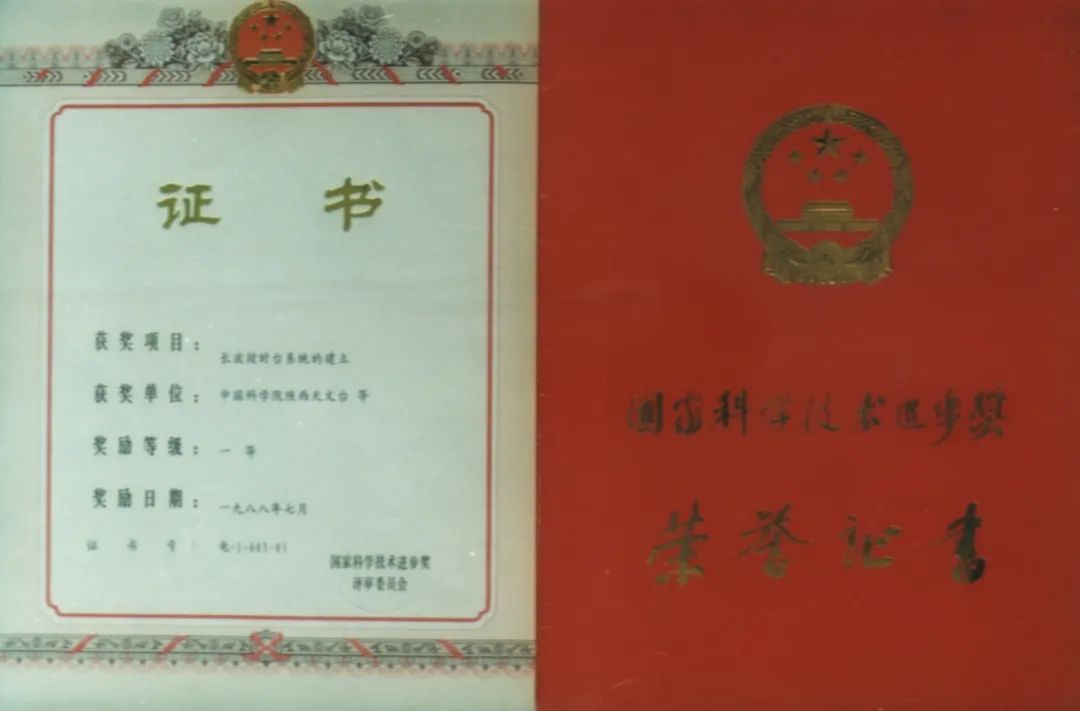 证书
获奖项目：长波授时台系统的建立
获奖单位：中国科学院陕西天文台 等
奖励等级：一 等
奖励日期：一九八八年七月
证书号：
国家科学技术进步奖
评审委员会
国家科学技术进步奖
荣誉证书